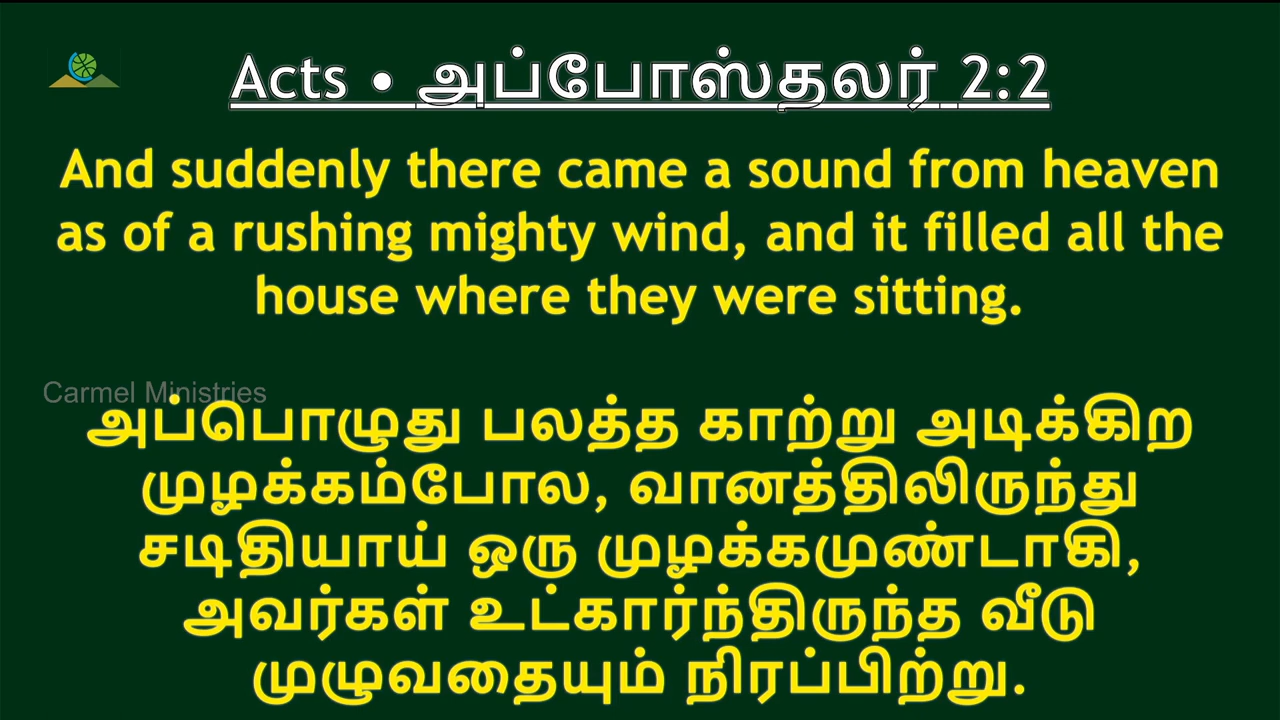 Acts • அப்போஸ்தலர் 2:2
And suddenly there came a sound from heaven
as of a rushing mighty wind, and it filled all the
house where they were sitting.
Carmel Ministries
அப்பொழுது பலத்த காற்று அடிக்கிற
முழக்கம்போல, வானத்திலிருந்து
சடிதியாய் ஒரு முழக்கமுண்டாகி,
அவர்கள் உட்கார்ந்திருந்த வீடு
முழுவதையும் நிரப்பிற்று.